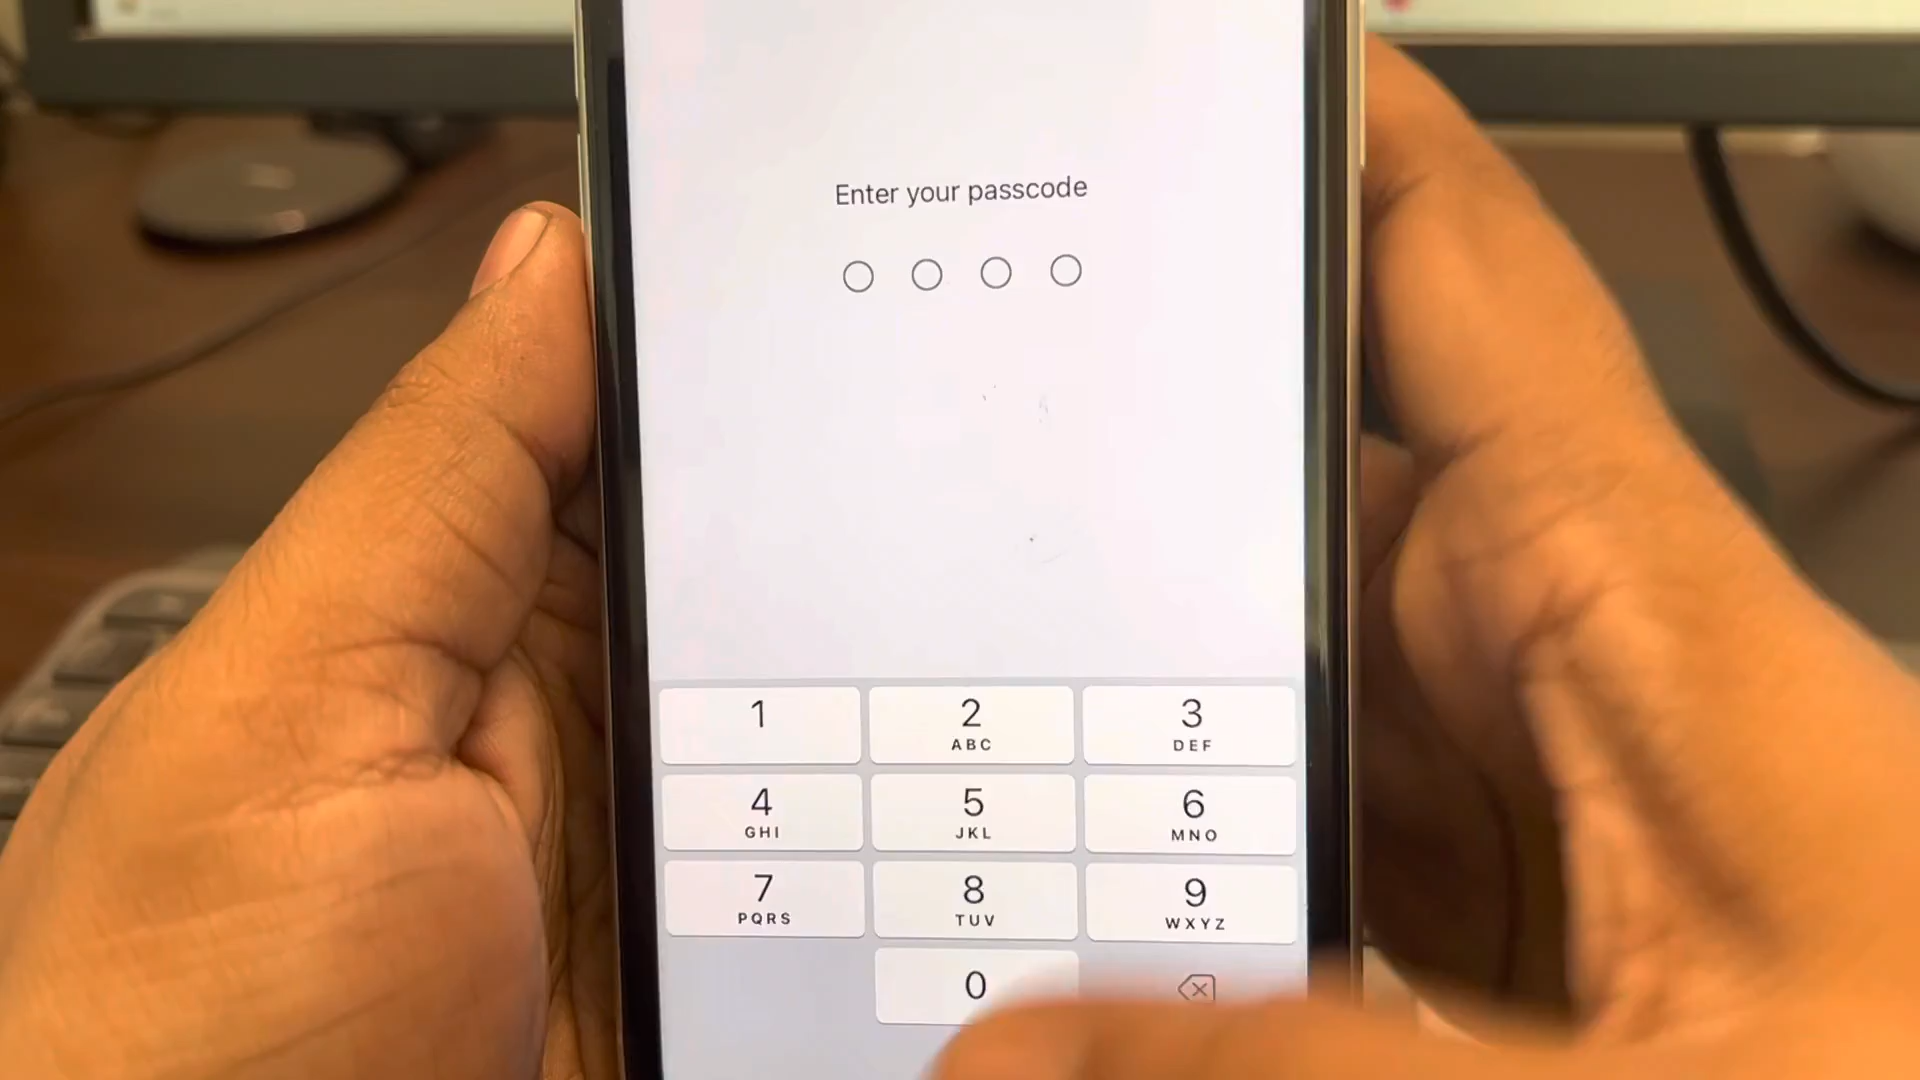 Enter your passcode
1 2 3
ABC DEF
4 5 6
GHI JKL MNO
7 8 9
PQRS TUV WXYZ
0